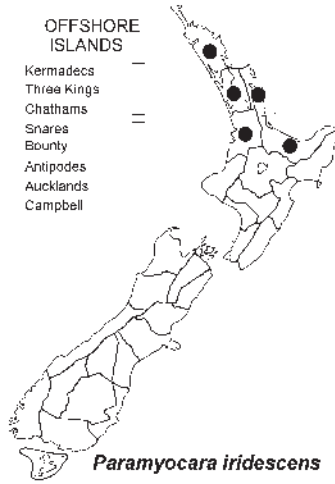 OFFSHORE
ISLANDS
Kermadecs
Three Kings
Chathams
Snares
Bounty
Antipodes
Aucklands
Campbell
Paramyocara iridescens